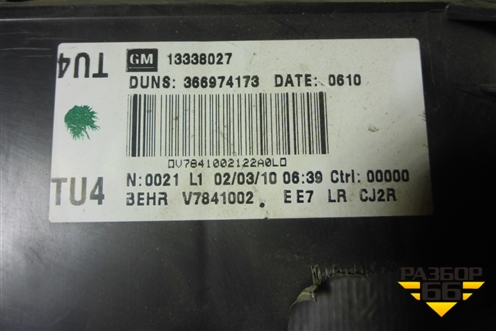 TU4
GM 13338027
DUNS: 366974173 DATE: 0610
V7841002122A0L
TU4
N:0021 L1 02/03/10 06:39 Ctrl: 00000
BEHR V7841002. EE7 LR CJ2R
РАЗБОР
66